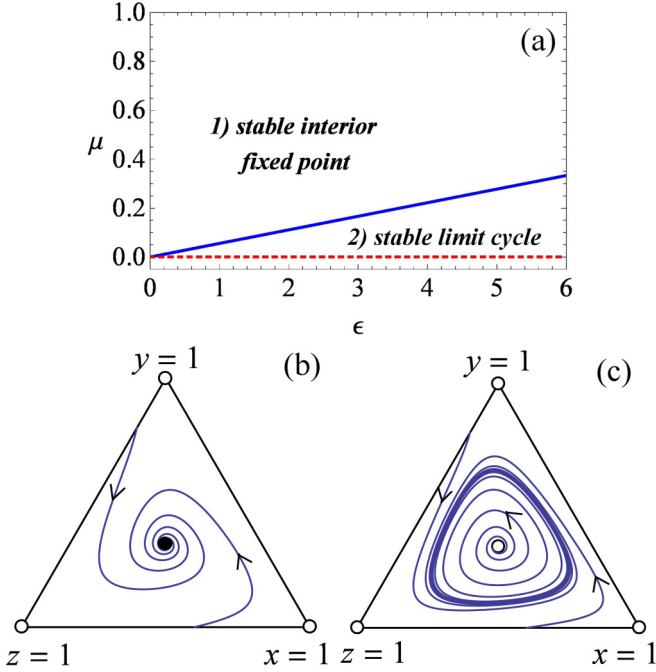 (a)
1.0
0.8
0.6
μ
0.4
0.2
0.0
1) stable interior
fixed point
2) stable limit cycle
0 1 2 3 4 5 6
ϵ
(b)
y = 1
z = 1 x = 1
(c)
y = 1
z = 1 x = 1